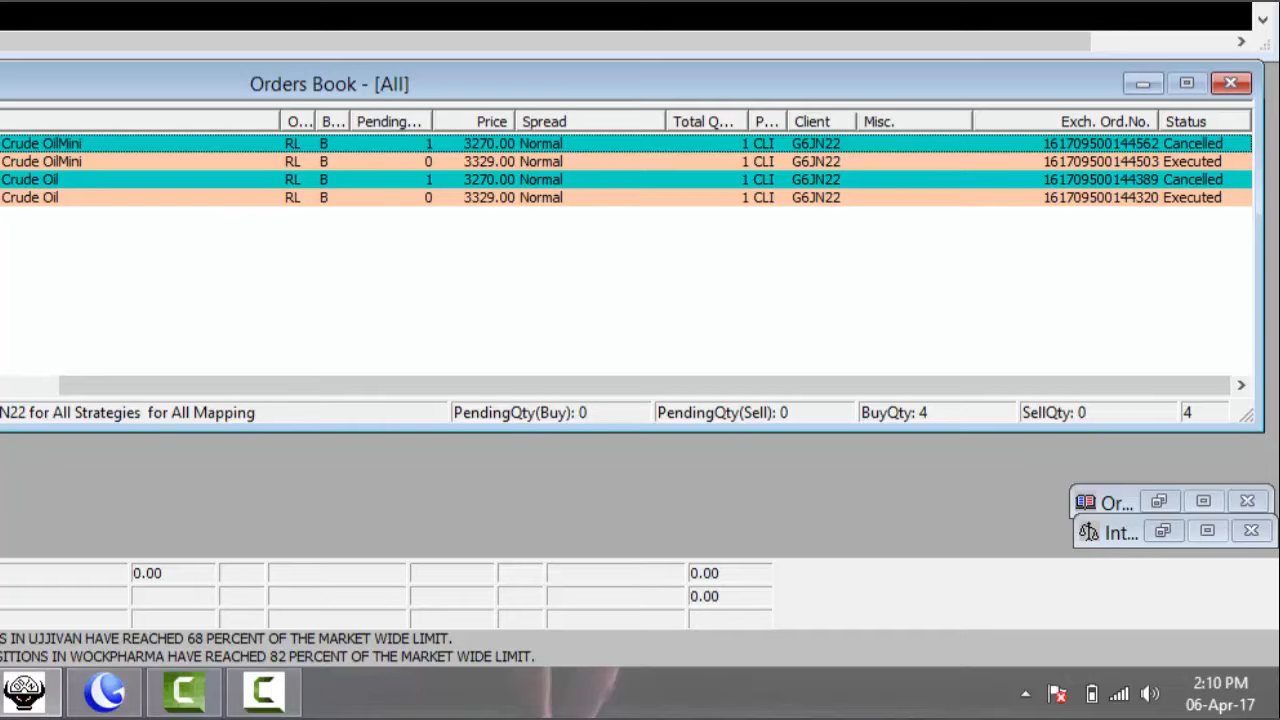 Orders Book - [All]
O... B... Pending... Price Spread Total Q... P... Client Misc. Exch. Ord.No. Status
Crude OilMini RL B 1 3270.00 Normal 1 CLI G6JN22 161709500144562 Cancelled
Crude OilMini RL B 0 3329.00 Normal 1 CLI G6JN22 161709500144503 Executed
Crude Oil RL B 1 3270.00 Normal 1 CLI G6JN22 161709500144389 Cancelled
Crude Oil RL B 0 3329.00 Normal 1 CLI G6JN22 161709500144320 Executed
N22 for All Strategies for All Mapping PendingQty(Buy): 0 PendingQty(Sell): 0 BuyQty: 4 SellQty: 0 4
Or...
Int...
0.00 0.00
0.00
S IN UJJIVAN HAVE REACHED 68 PERCENT OF THE MARKET WIDE LIMIT.
SITIONS IN WOCKPHARMA HAVE REACHED 82 PERCENT OF THE MARKET WIDE LIMIT.
2:10 PM
06-Apr-17